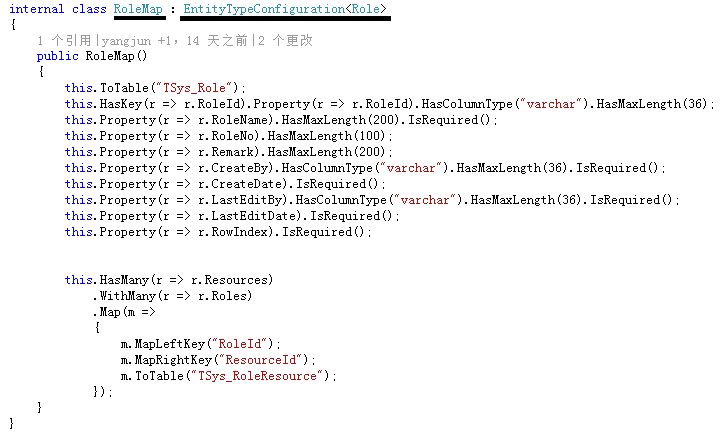 internal class RoleMap : EntityTypeConfiguration<Role>
{
1 个引用|yangjun +1, 14 天之前|2 个更改
public RoleMap()
{
this.ToTable("TSys_Role");
this.HasKey(r => r.RoleId).Property(r => r.RoleId).HasColumnType("varchar").HasMaxLength(36);
this.Property(r => r.RoleName).HasMaxLength(200).IsRequired();
this.Property(r => r.RoleNo).HasMaxLength(100);
this.Property(r => r.Remark).HasMaxLength(200);
this.Property(r => r.CreateBy).HasColumnType("varchar").HasMaxLength(36).IsRequired();
this.Property(r => r.CreateDate).IsRequired();
this.Property(r => r.LastEditBy).HasColumnType("varchar").HasMaxLength(36).IsRequired();
this.Property(r => r.LastEditDate).IsRequired();
this.Property(r => r.RowIndex).IsRequired();
this.HasMany(r => r.Resources)
.WithMany(r => r.Roles)
.Map(m =>
{
m.MapLeftKey("RoleId");
m.MapRightKey("ResourceId");
m.ToTable("TSys_RoleResource");
});
}
}